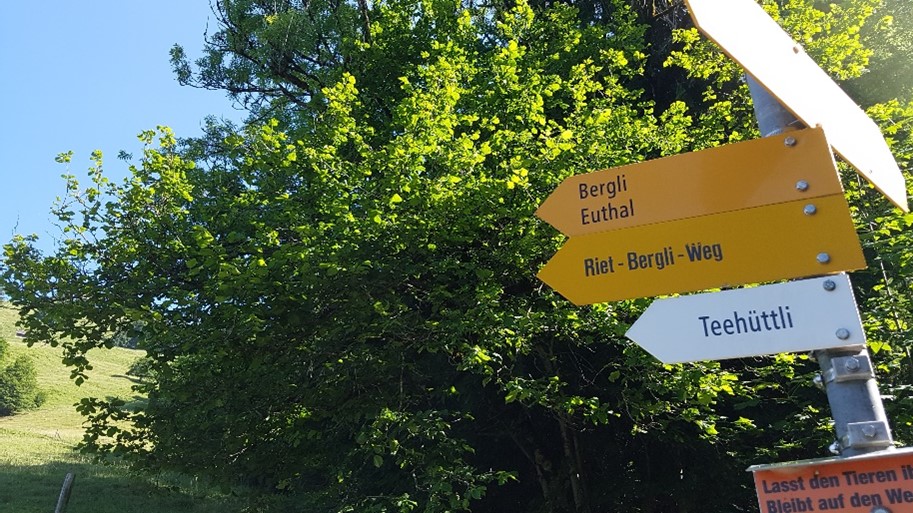 Bergli
Euthal
Riet-Bergli-Weg
Teehüttli
Lasst den Tieren
Bleibt auf den